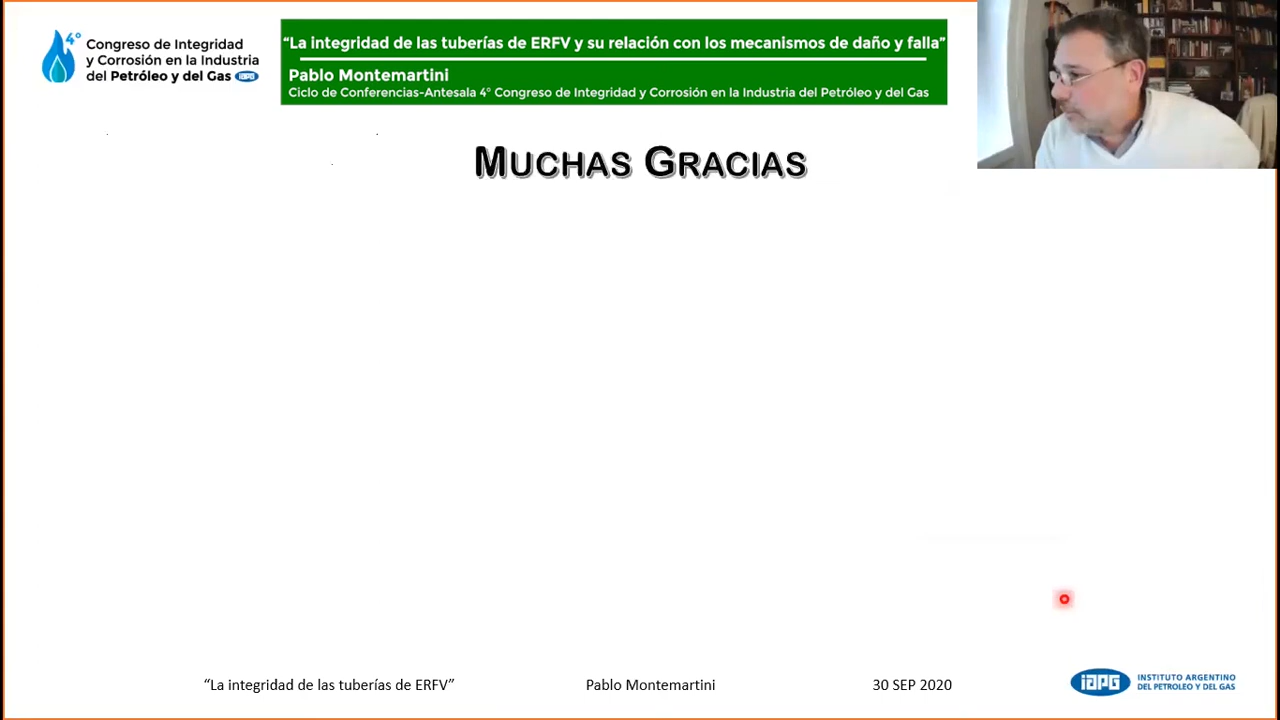 4°
Congreso de Integridad
y Corrosión en la Industria
del Petróleo y del Gas iapg
“La integridad de las tuberías de ERFV y su relación con los mecanismos de daño y falla”
Pablo Montemartini
Ciclo de Conferencias-Antesala 4° Congreso de Integridad y Corrosión en la Industria del Petróleo y del Gas
MUCHAS GRACIAS
“La integridad de las tuberías de ERFV” Pablo Montemartini 30 SEP 2020
iapg INSTITUTO ARGENTINO
DEL PETROLEO Y DEL GAS